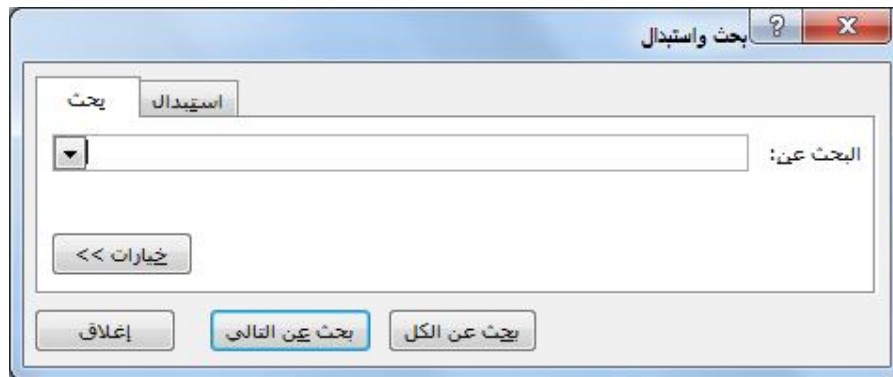 بحث واستبدال
بحث
استبدال
البحث عن:
خيارات >>
بحث عن الكل
بحث عن التالي
إغلاق